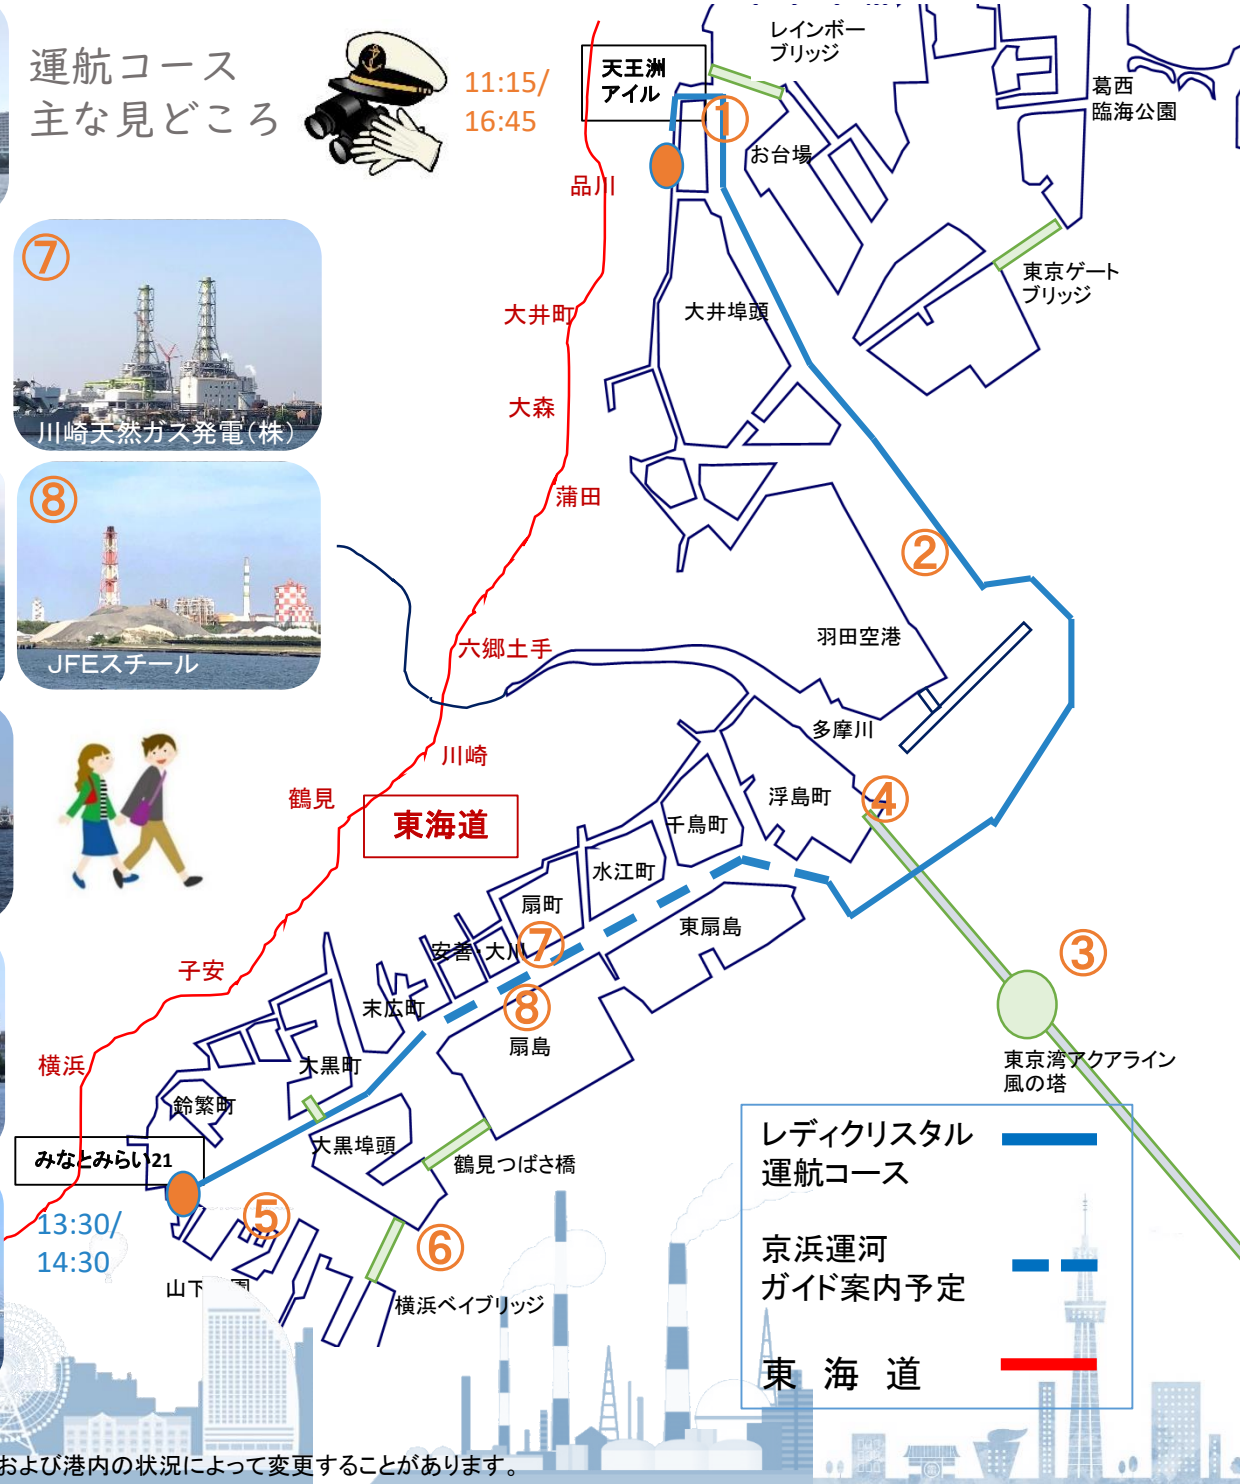 運航コース
主な見どころ
11:15/
16:45
天王洲
アイル
レインボー
ブリッジ
葛西
臨海公園
①
お台場
品川
⑦
川崎天然ガス発電(株)
東京ゲート
ブリッジ
大井町
大井埠頭
大森
⑧
JFEスチール
蒲田
②
羽田空港
六郷土手
多摩川
川崎
鶴見
東海道
浮島町
④
千鳥町
水江町
扇町
東扇島
安善・大川
⑦
③
子安
末広町
⑧
扇島
横浜
大黒町
東京湾アクアライン
風の塔
鈴繁町
大黒埠頭
みなとみらい21
鶴見つばさ橋
13:30/
14:30
⑤
⑥
山下 園
横浜ベイブリッジ
レディクリスタル
運航コース
京浜運河
ガイド案内予定
東 海 道
および港内の状況によって変更することがあります。